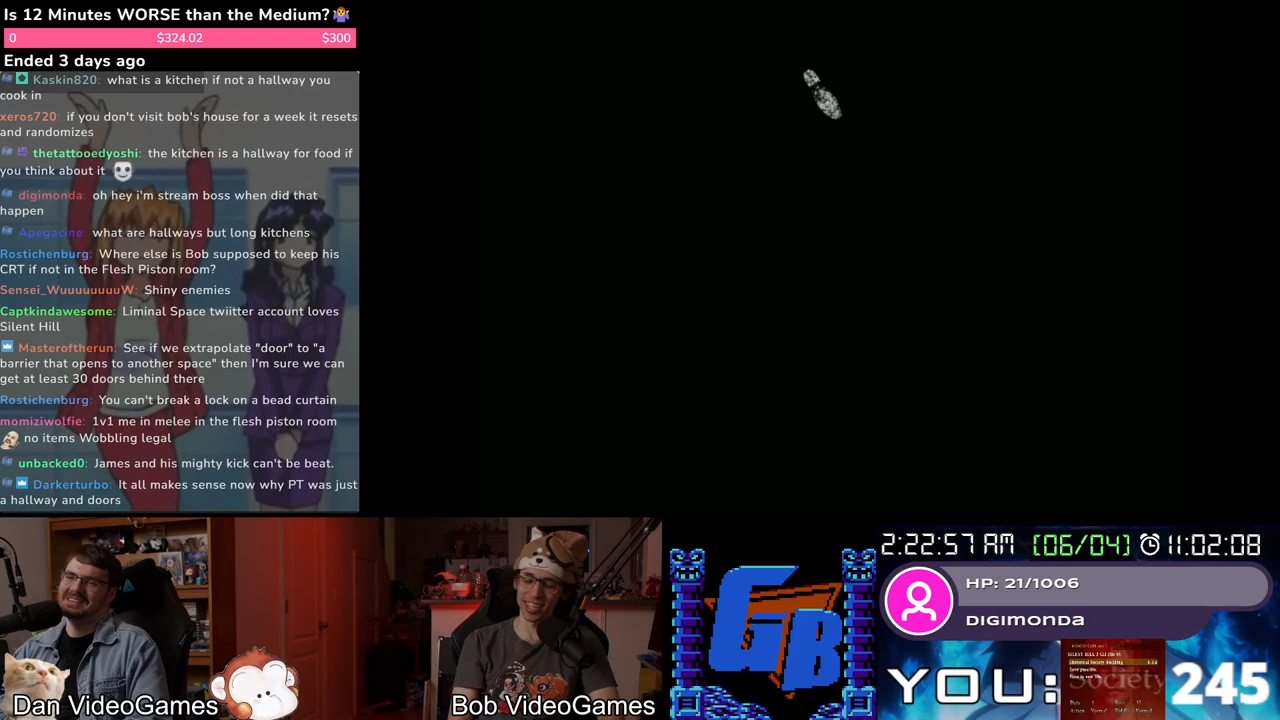 Is 12 Minutes WORSE than the Medium?🤷‍♀️
0 $324.02 $300
Ended 3 days ago
Kaskin820: what is a kitchen if not a hallway you
cook in
xeros720: if you don't visit bob's house for a week it resets
and randomizes
thetattooedyoshi: the kitchen is a hallway for food if
you think about it
digimonda: oh hey i'm stream boss when did that
happen
Apegacine: what are hallways but long kitchens
Rostichenburg: Where else is Bob supposed to keep his
CRT if not in the Flesh Piston room?
Sensei_WuuuuuuuuW: Shiny enemies
Captkindawesome: Liminal Space twiitter account loves
Silent Hill
Masteroftherun: See if we extrapolate "door" to "a
barrier that opens to another space" then I'm sure we can
get at least 30 doors behind there
Rostichenburg: You can't break a lock on a bead curtain
momiziwolfie: 1v1 me in melee in the flesh piston room
no items Wobbling legal
unbacked0: James and his mighty kick can't be beat.
Darkerturbo: It all makes sense now why PT was just
a hallway and doors
Dan VideoGames
Bob VideoGames
GB
2:22:57 AM [06/04] ⏰ 11:02:08
HP: 21/1006
DIGIMONDA
YOU:
Historical Society Building
Society
245